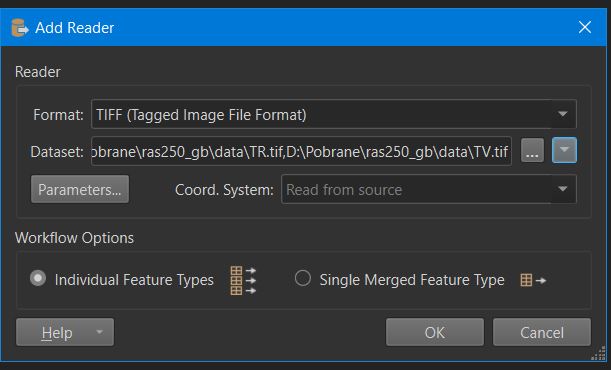 Add Reader
Reader
Format: TIFF (Tagged Image File Format)
Dataset: obrane\ras250_gb\data\TR.tif,D:\Pobrane\ras250_gb\data\TV.tif ...
Parameters... Coord. System: Read from source
Workflow Options
Individual Feature Types Single Merged Feature Type
Help OK Cancel